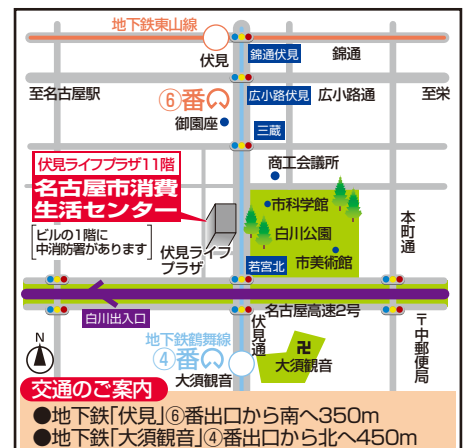 地下鉄東山線
伏見
錦通伏見
錦通
至名古屋駅
⑥番
広小路伏見
広小路通
至栄
御園座
三蔵
伏見ライフプラザ11階
名古屋市消費
生活センター
商工会議所
市科学館
白川公園
市美術館
本町通
ビルの1階に
中消防署があります
伏見ライフ
プラザ
若宮北
白川出入口
名古屋高速2号
伏見通
地下鉄鶴舞線
④番
大須観音
卍
大須観音
〒中郵便局
N
交通のご案内
●地下鉄「伏見」⑥番出口から南へ350m
●地下鉄「大須観音」④番出口から北へ450m